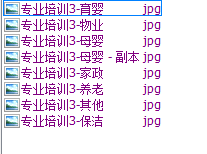 专业培训3-育婴 jpg
专业培训3-物业 jpg
专业培训3-母婴 jpg
专业培训3-母婴 - 副本 jpg
专业培训3-家政 jpg
专业培训3-养老 jpg
专业培训3-其他 jpg
专业培训3-保洁 jpg